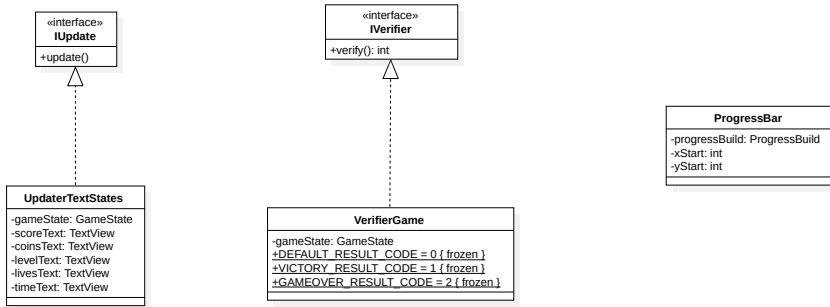 «interface»
IUpdate
+update()
«interface»
IVerifier
+verify(): int
ProgressBar
-progressBuild: ProgressBuild
-xStart: int
-yStart: int
UpdaterTextStates
-gameState: GameState
-scoreText: TextView
-coinsText: TextView
-levelText: TextView
-livesText: TextView
-timeText: TextView
VerifierGame
-gameState: GameState
+DEFAULT_RESULT_CODE = 0 { frozen }
+VICTORY_RESULT_CODE = 1 { frozen }
+GAMEOVER_RESULT_CODE = 2 { frozen }